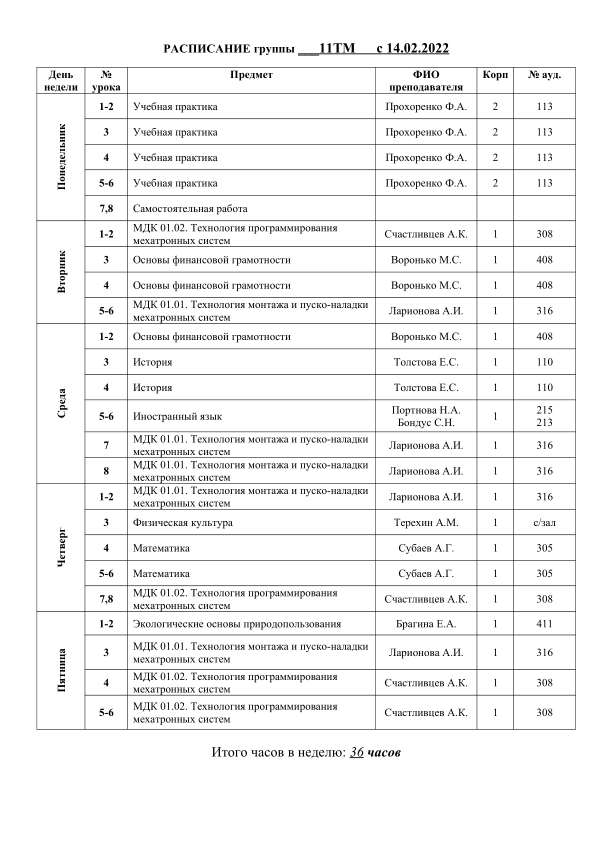 РАСПИСАНИЕ группы ___11ТМ___ с 14.02.2022
День недели № урока Предмет ФИО преподавателя Корп № ауд.
Понедельник
1-2 Учебная практика Прохоренко Ф.А. 2 113
3 Учебная практика Прохоренко Ф.А. 2 113
4 Учебная практика Прохоренко Ф.А. 2 113
5-6 Учебная практика Прохоренко Ф.А. 2 113
7,8 Самостоятельная работа
Вторник
1-2 МДК 01.02. Технология программирования мехатронных систем Счастливцев А.К. 1 308
3 Основы финансовой грамотности Воронько М.С. 1 408
4 Основы финансовой грамотности Воронько М.С. 1 408
5-6 МДК 01.01. Технология монтажа и пуско-наладки мехатронных систем Ларионова А.И. 1 316
Среда
1-2 Основы финансовой грамотности Воронько М.С. 1 408
3 История Толстова Е.С. 1 110
4 История Толстова Е.С. 1 110
5-6 Иностранный язык Портнова Н.А. Бондус С.Н. 1 215 213
7 МДК 01.01. Технология монтажа и пуско-наладки мехатронных систем Ларионова А.И. 1 316
8 МДК 01.01. Технология монтажа и пуско-наладки мехатронных систем Ларионова А.И. 1 316
Четверг
1-2 МДК 01.01. Технология монтажа и пуско-наладки мехатронных систем Ларионова А.И. 1 316
3 Физическая культура Терехин А.М. 1 с/зал
4 Математика Субаев А.Г. 1 305
5-6 Математика Субаев А.Г. 1 305
7,8 МДК 01.02. Технология программирования мехатронных систем Счастливцев А.К. 1 308
Пятница
1-2 Экологические основы природопользования Брагина Е.А. 1 411
3 МДК 01.01. Технология монтажа и пуско-наладки мехатронных систем Ларионова А.И. 1 316
4 МДК 01.02. Технология программирования мехатронных систем Счастливцев А.К. 1 308
5-6 МДК 01.02. Технология программирования мехатронных систем Счастливцев А.К. 1 308
Итого часов в неделю: 36 часов